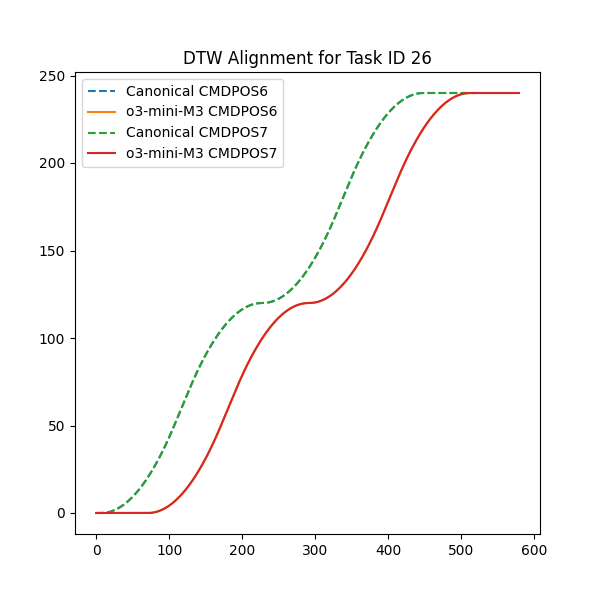 DTW Alignment for Task ID 26
Canonical CMDPOS6
o3-mini-M3 CMDPOS6
Canonical CMDPOS7
o3-mini-M3 CMDPOS7
250
200
150
100
50
0
0 100 200 300 400 500 600